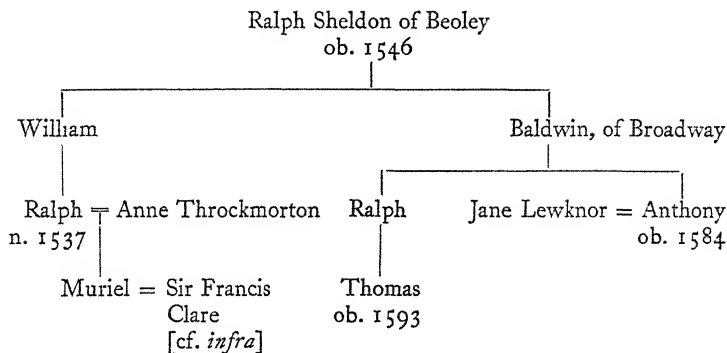 Ralph Sheldon of Beoley
ob. 1546
William Baldwin, of Broadway
Ralph = Anne Throckmorton Ralph Jane Lewknor = Anthony
n. 1537 ob. 1584
Muriel = Sir Francis Thomas
Clare ob. 1593
[cf. infra]